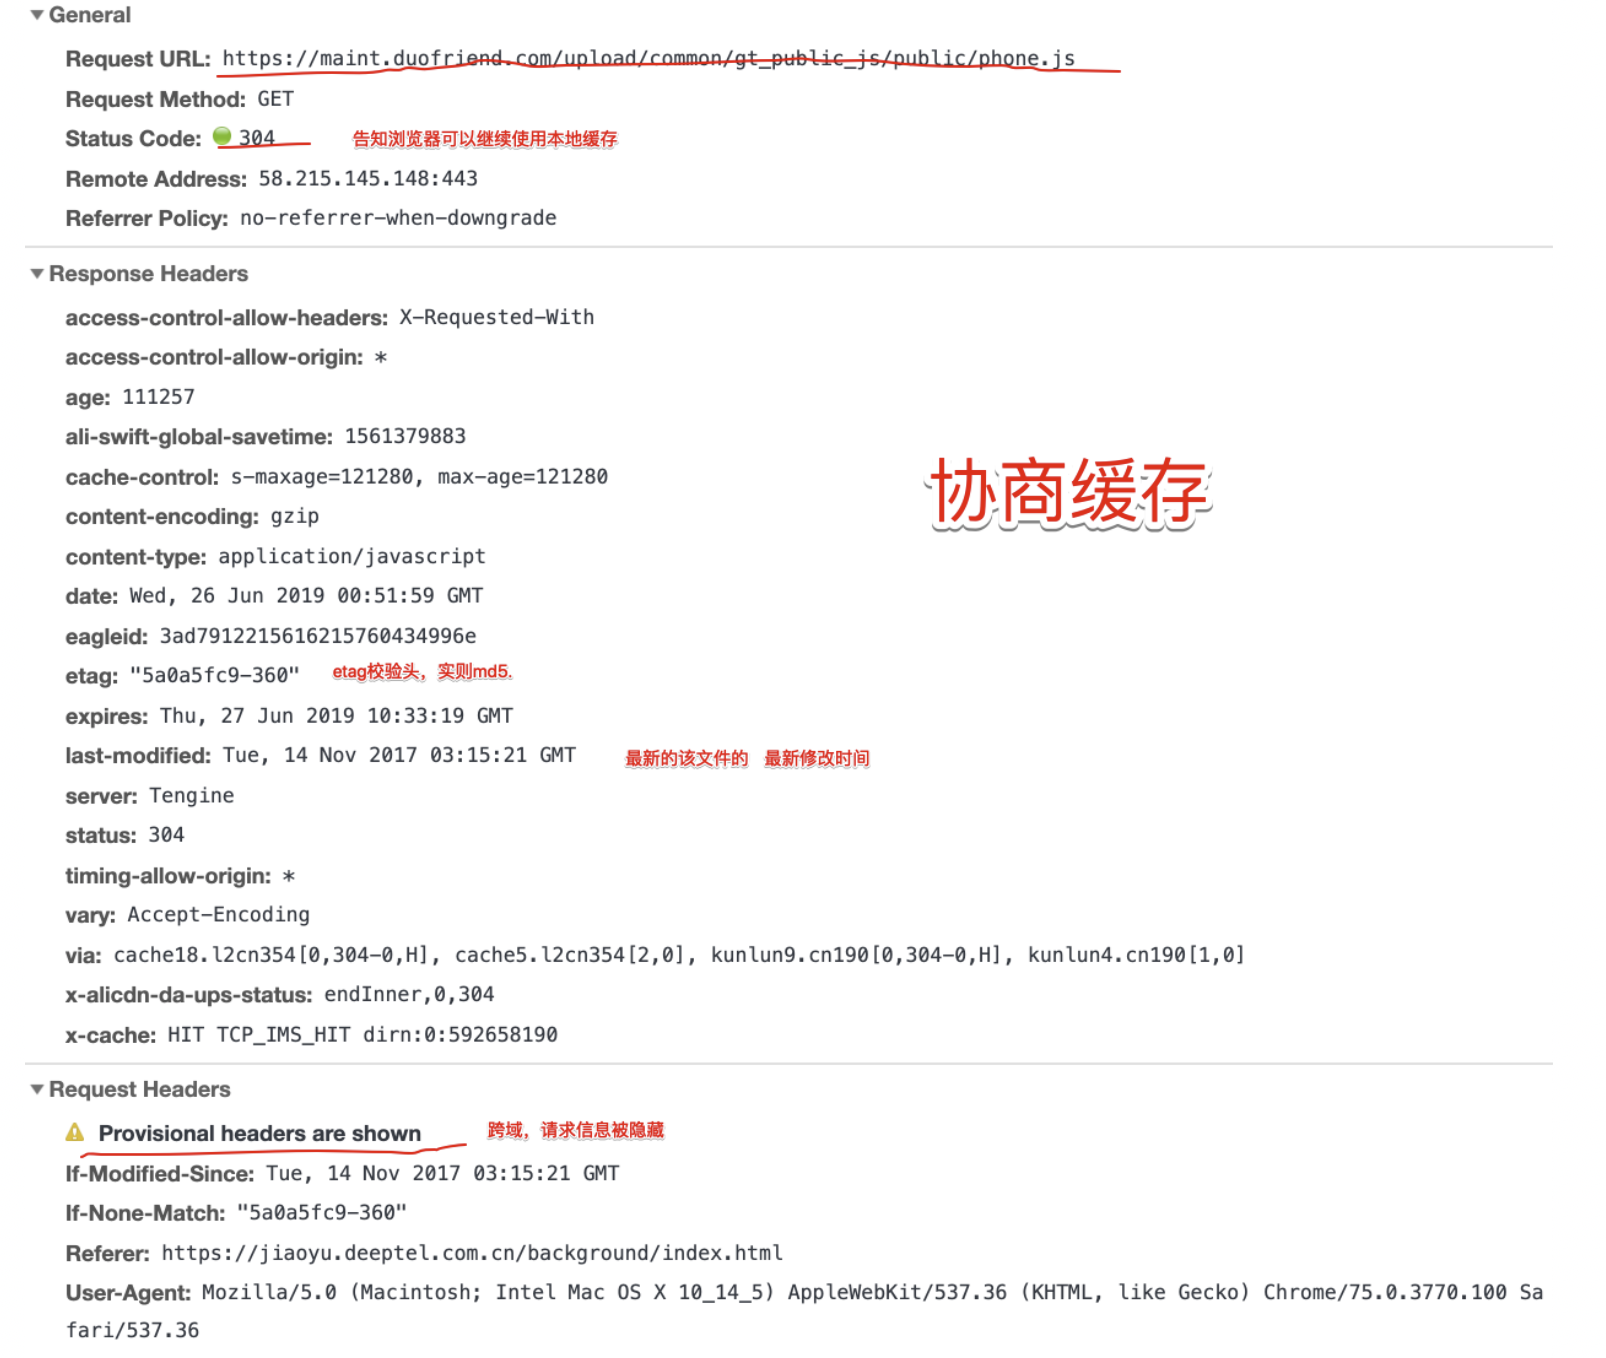 General
Request URL: https://maint.duofriend.com/upload/common/gt_public_js/public/phone.js
Request Method: GET
Status Code: 304 告知浏览器可以继续使用本地缓存
Remote Address: 58.215.145.148:443
Referrer Policy: no-referrer-when-downgrade
Response Headers
access-control-allow-headers: X-Requested-With
access-control-allow-origin: *
age: 111257
ali-swift-global-savetime: 1561379883
cache-control: s-maxage=121280, max-age=121280
协商缓存
content-encoding: gzip
content-type: application/javascript
date: Wed, 26 Jun 2019 00:51:59 GMT
eagleid: 3ad7912215616215760434996e
etag: "5a0a5fc9-360" etag校验头，实则md5.
expires: Thu, 27 Jun 2019 10:33:19 GMT
last-modified: Tue, 14 Nov 2017 03:15:21 GMT 最新的该文件的 最新修改时间
server: Tengine
status: 304
timing-allow-origin: *
vary: Accept-Encoding
via: cache18.l2cn354[0,304-0,H], cache5.l2cn354[2,0], kunlun9.cn190[0,304-0,H], kunlun4.cn190[1,0]
x-alicdn-da-ups-status: endInner,0,304
x-cache: HIT TCP_IMS_HIT dirn:0:592658190
Request Headers
Provisional headers are shown 跨域，请求信息被隐藏
If-Modified-Since: Tue, 14 Nov 2017 03:15:21 GMT
If-None-Match: "5a0a5fc9-360"
Referer: https://jiaoyu.deeptel.com.cn/background/index.html
User-Agent: Mozilla/5.0 (Macintosh; Intel Mac OS X 10_14_5) AppleWebKit/537.36 (KHTML, like Gecko) Chrome/75.0.3770.100 Sa
fari/537.36